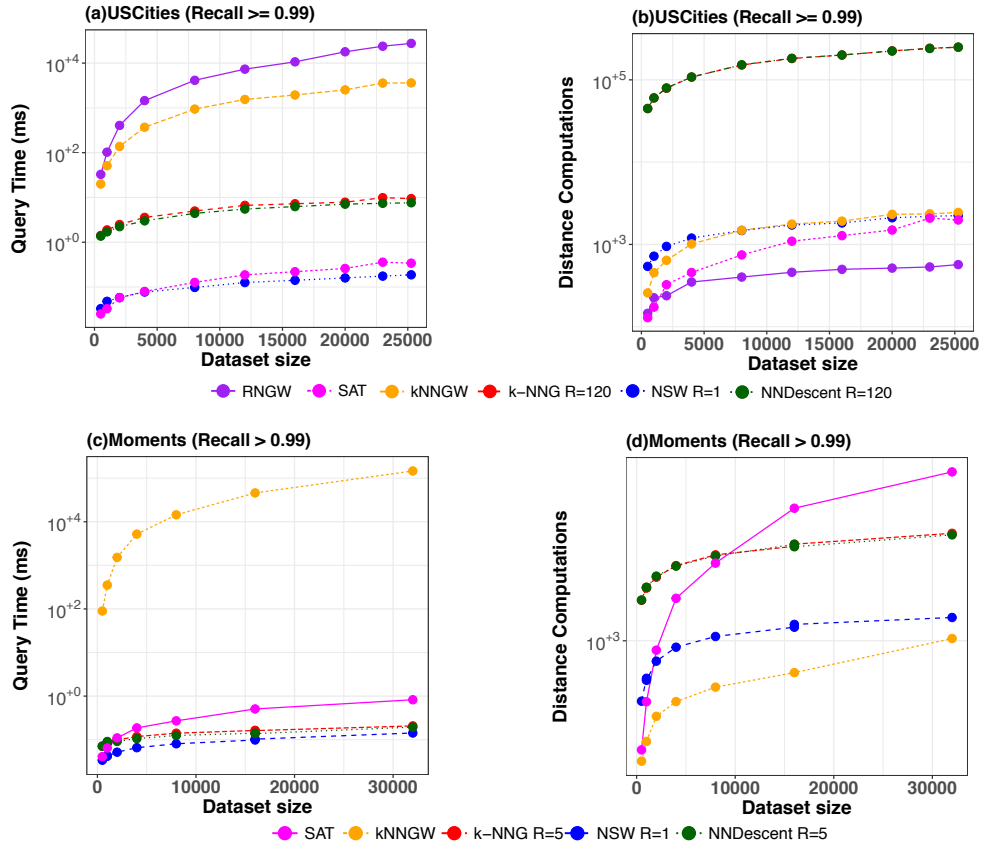 (a)USCities (Recall >= 0.99)
Query Time (ms)
10+4
10+2
10+0
0 5000 10000 15000 20000 25000
Dataset size
(b)USCities (Recall >= 0.99)
Distance Computations
10+5
10+3
0 5000 10000 15000 20000 25000
Dataset size
RNGW SAT kNNGW k−NNG R=120 NSW R=1 NNDescent R=120
(c)Moments (Recall > 0.99)
Query Time (ms)
10+4
10+2
10+0
0 10000 20000 30000
Dataset size
(d)Moments (Recall > 0.99)
Distance Computations
10+3
0 10000 20000 30000
Dataset size
SAT kNNGW k−NNG R=5 NSW R=1 NNDescent R=5